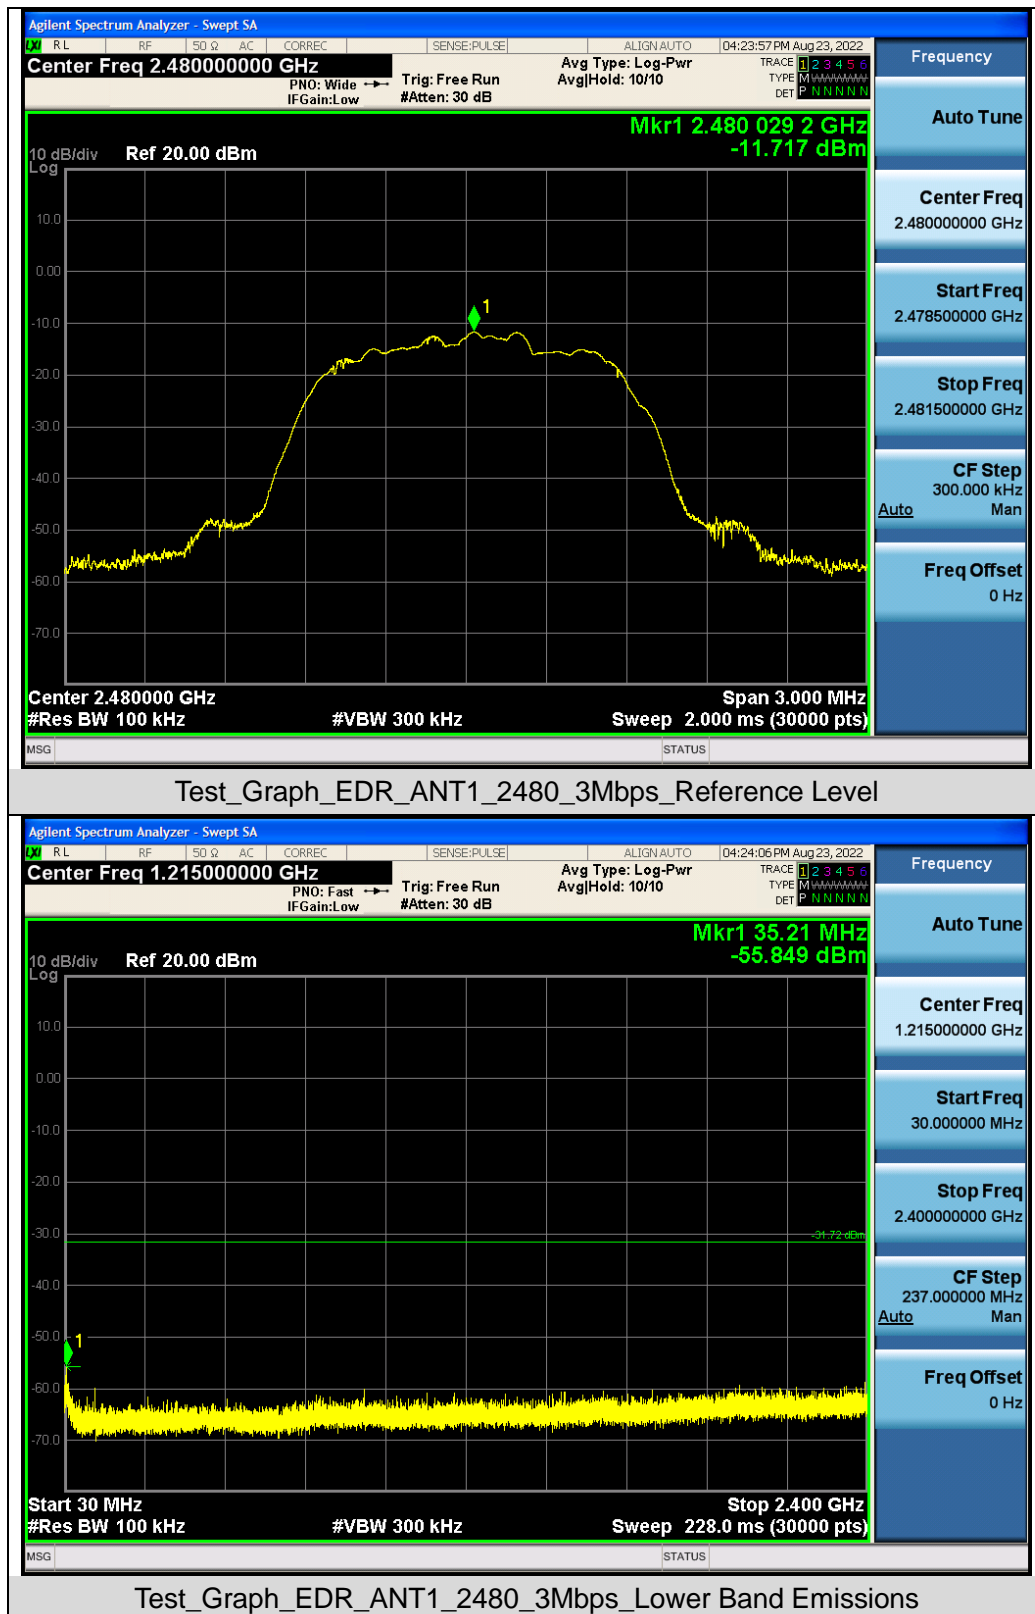 Agilent Spectrum Analyzer - Swept SA
LXI RL RF 50 Ω AC CORREC SENSE:PULSE ALIGN AUTO 04:23:57 PM Aug 23, 2022
Center Freq 2.480000000 GHz
PNO: Wide
IFGain:Low
Trig: Free Run
#Atten: 30 dB
Avg Type: Log-Pwr
Avg|Hold: 10/10
TRACE 1 2 3 4 5 6
TYPE M WWWWW
DET P N N N N N
Mkr1 2.480 029 2 GHz
-11.717 dBm
10 dB/div Ref 20.00 dBm
Log
10.0
0.00
-10.0
-20.0
-30.0
-40.0
-50.0
-60.0
-70.0
1
Center 2.480000 GHz Span 3.000 MHz
#Res BW 100 kHz #VBW 300 kHz Sweep 2.000 ms (30000 pts)
MSG STATUS
Frequency
Auto Tune
Center Freq
2.480000000 GHz
Start Freq
2.478500000 GHz
Stop Freq
2.481500000 GHz
CF Step
300.000 kHz
Auto Man
Freq Offset
0 Hz
Test_Graph_EDR_ANT1_2480_3Mbps_Reference Level
Agilent Spectrum Analyzer - Swept SA
LXI RL RF 50 Ω AC CORREC SENSE:PULSE ALIGN AUTO 04:24:06 PM Aug 23, 2022
Center Freq 1.215000000 GHz
PNO: Fast
IFGain:Low
Trig: Free Run
#Atten: 30 dB
Avg Type: Log-Pwr
Avg|Hold: 10/10
TRACE 1 2 3 4 5 6
TYPE M WWWWW
DET P N N N N N
Mkr1 35.21 MHz
-55.849 dBm
10 dB/div Ref 20.00 dBm
Log
10.0
0.00
-10.0
-20.0
-30.0
-40.0
-50.0
-60.0
-70.0
-31.72 dBm
1
Start 30 MHz Stop 2.400 GHz
#Res BW 100 kHz #VBW 300 kHz Sweep 228.0 ms (30000 pts)
MSG STATUS
Frequency
Auto Tune
Center Freq
1.215000000 GHz
Start Freq
30.000000 MHz
Stop Freq
2.400000000 GHz
CF Step
237.000000 MHz
Auto Man
Freq Offset
0 Hz
Test_Graph_EDR_ANT1_2480_3Mbps_Lower Band Emissions